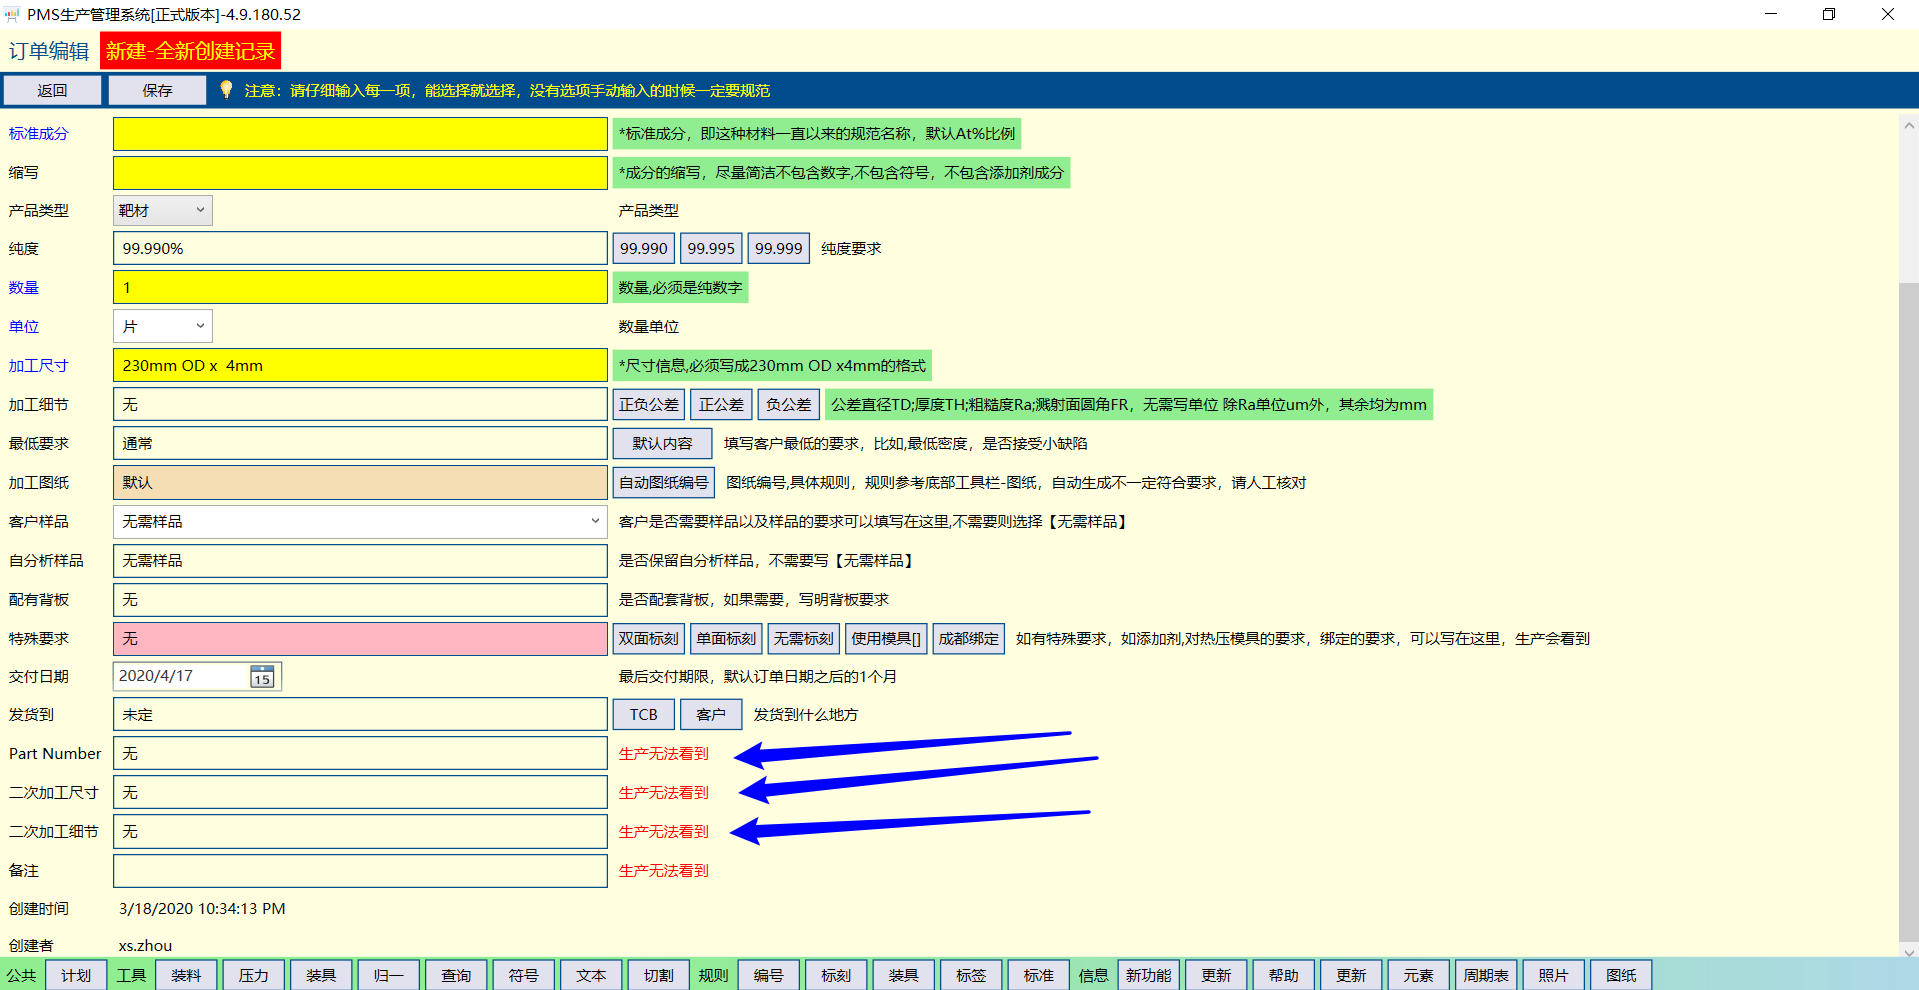 PMS生产管理系统[正式版本]-4.9.180.52
订单编辑 新建-全新创建记录
返回 保存 注意：请仔细输入每一项，能选择就选择，没有选项手动输入的时候一定要规范
标准成分 *标准成分，即这种材料一直以来的规范名称，默认At%比例
缩写 *成分的缩写，尽量简洁不包含数字,不包含符号，不包含添加剂成分
产品类型 靶材 产品类型
纯度 99.990% 99.990 99.995 99.999 纯度要求
数量 1 数量,必须是纯数字
单位 片 数量单位
加工尺寸 230mm OD x  4mm *尺寸信息,必须写成230mm OD x4mm的格式
加工细节 无 正负公差 正公差 负公差 公差直径TD;厚度TH;粗糙度Ra;溅射面圆角FR，无需写单位 除Ra单位um外，其余均为mm
最低要求 通常 默认内容 填写客户最低的要求，比如,最低密度，是否接受小缺陷
加工图纸 默认 自动图纸编号 图纸编号,具体规则，规则参考底部工具栏-图纸，自动生成不一定符合要求，请人工核对
客户样品 无需样品 客户是否需要样品以及样品的要求可以填写在这里,不需要则选择【无需样品】
自分析样品 无需样品 是否保留自分析样品，不需要写【无需样品】
配有背板 无 是否配套背板，如果需要，写明背板要求
特殊要求 无 双面标刻 单面标刻 无需标刻 使用模具[] 成都绑定 如有特殊要求，如添加剂,对热压模具的要求，绑定的要求，可以写在这里，生产会看到
交付日期 2020/4/17 15 最后交付期限，默认订单日期之后的1个月
发货到 未定 TCB 客户 发货到什么地方
Part Number 无 生产无法看到
二次加工尺寸 无 生产无法看到
二次加工细节 无 生产无法看到
备注 生产无法看到
创建时间 3/18/2020 10:34:13 PM
创建者 xs.zhou
公共 计划 工具 装料 压力 装具 归一 查询 符号 文本 切割 规则 编号 标刻 装具 标签 标准 信息 新功能 更新 帮助 更新 元素 周期表 照片 图纸